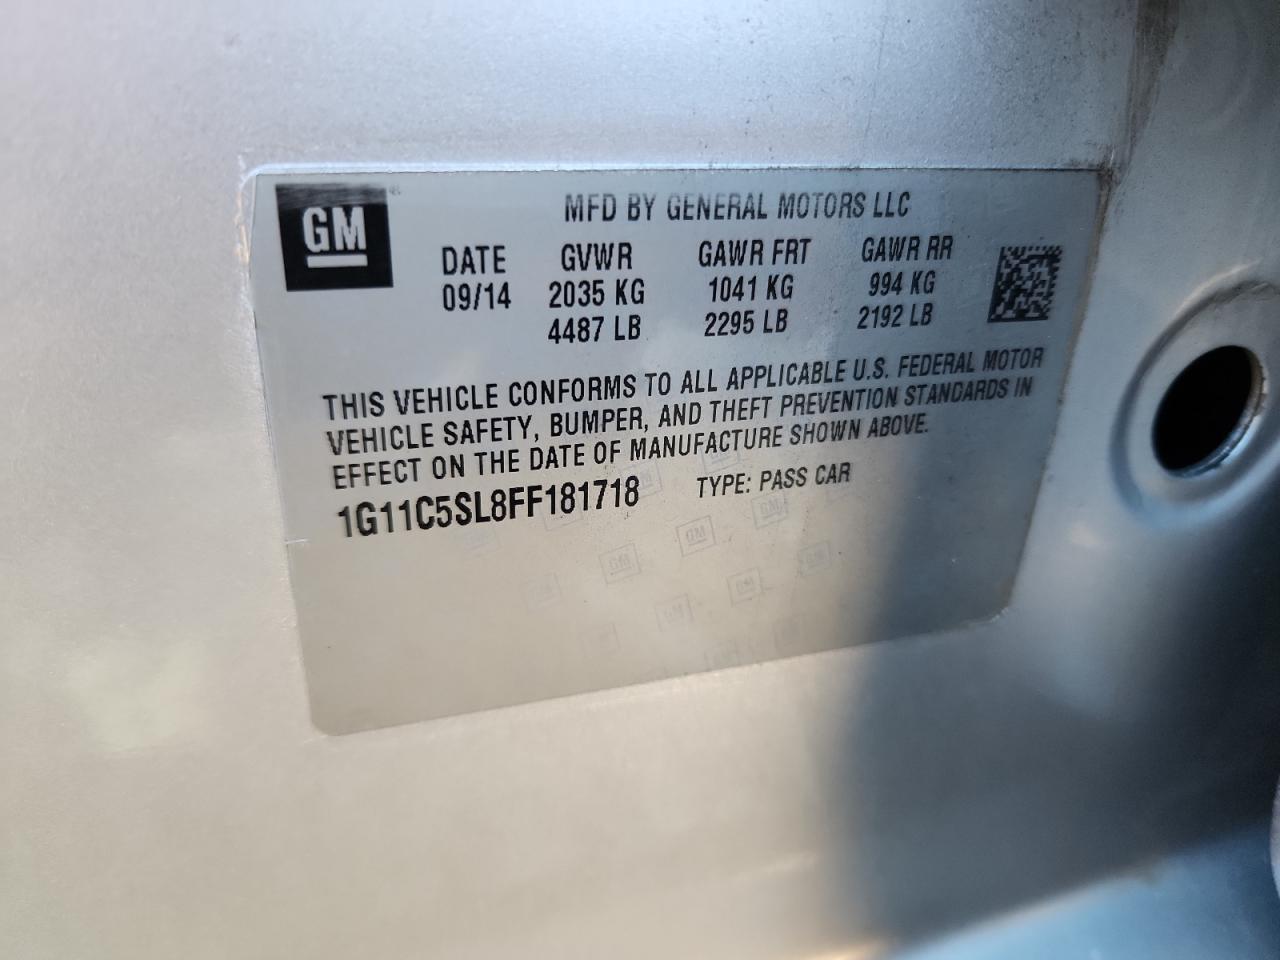 GM
MFD BY GENERAL MOTORS LLC
DATE GVWR GAWR FRT GAWR RR
09/14 2035 KG 1041 KG 994 KG
4487 LB 2295 LB 2192 LB
THIS VEHICLE CONFORMS TO ALL APPLICABLE U.S. FEDERAL MOTOR
VEHICLE SAFETY, BUMPER, AND THEFT PREVENTION STANDARDS IN
EFFECT ON THE DATE OF MANUFACTURE SHOWN ABOVE.
1G11C5SL8FF181718 TYPE: PASS CAR